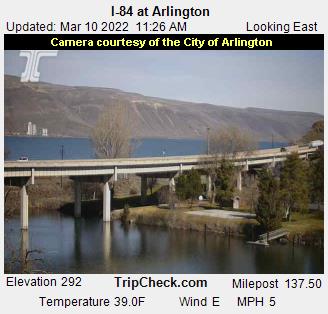 I-84 at Arlington
Updated: Mar 10 2022 11:26 AM Looking East
Camera courtesy of the City of Arlington
Elevation 292 TripCheck.com Milepost 137.50
Temperature 39.0F Wind E MPH 5